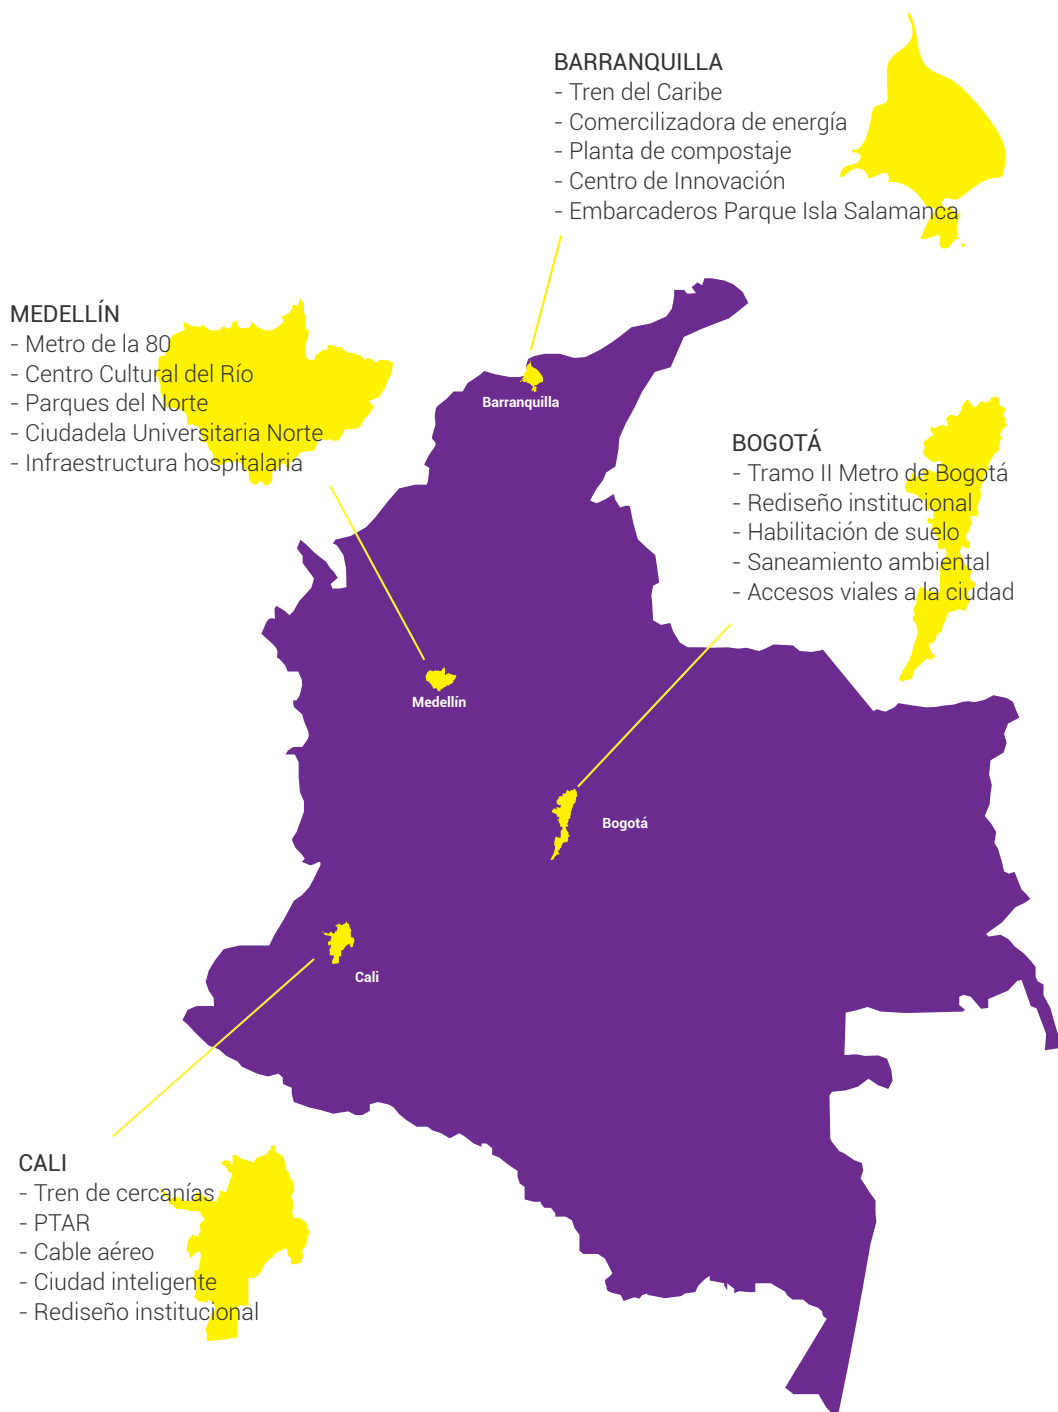 BARRANQUILLA
- Tren del Caribe
- Comercilizadora de energía
- Planta de compostaje
- Centro de Innovación
- Embarcaderos Parque Isla Salamanca
MEDELLÍN
- Metro de la 80
- Centro Cultural del Río
- Parques del Norte
- Ciudadela Universitaria Norte
- Infraestructura hospitalaria
Barranquilla
BOGOTÁ
- Tramo II Metro de Bogotá
- Rediseño institucional
- Habilitación de suelo
- Saneamiento ambiental
- Accesos viales a la ciudad
Medellín
Bogotá
Cali
CALI
- Tren de cercanías
- PTAR
- Cable aéreo
- Ciudad inteligente
- Rediseño institucional